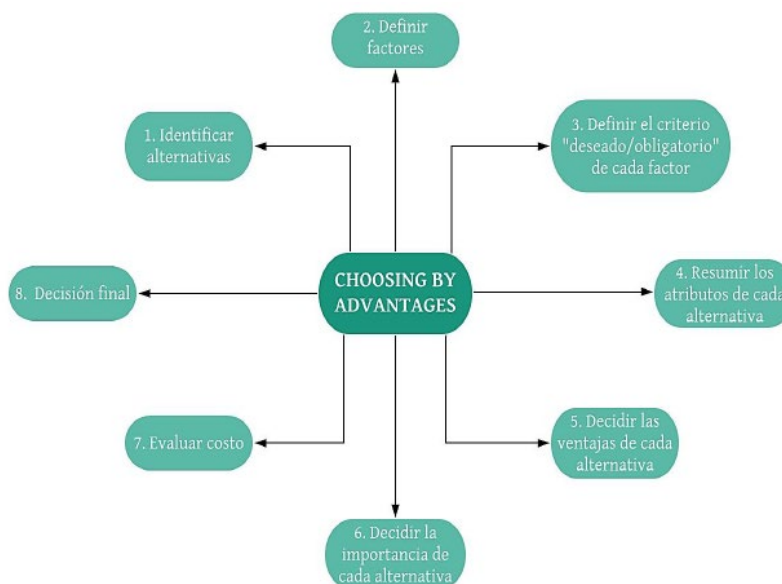 CHOOSING BY
ADVANTAGES
1. Identificar
alternativas
2. Definir
factores
3. Definir el criterio
"deseado/obligatorio"
de cada factor
4. Resumir los
atributos de cada
alternativa
5. Decidir las
ventajas de cada
alternativa
6. Decidir la
importancia de
cada alternativa
7. Evaluar costo
8. Decisión final